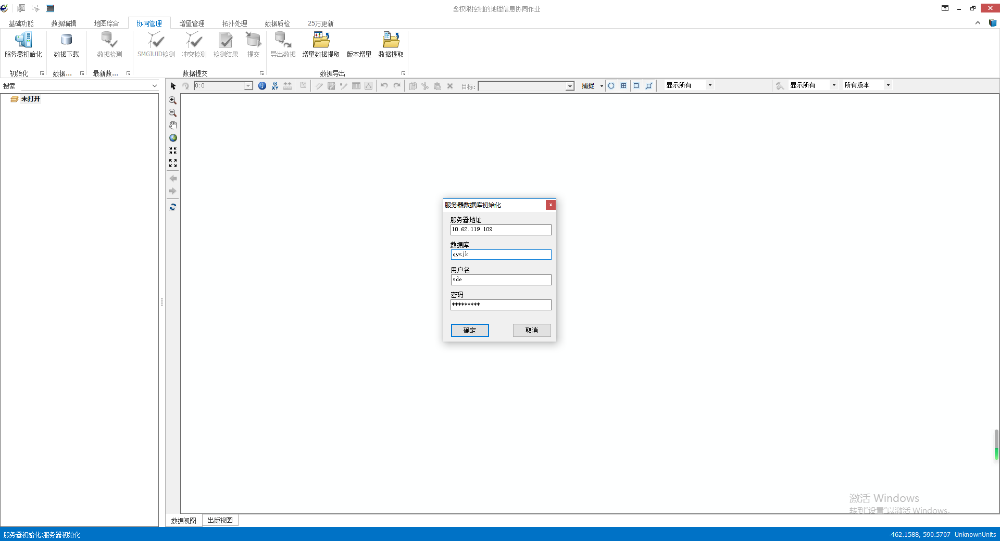 含权限控制的地理信息协同作业
基础功能 数据编辑 地图综合 协同管理 增量管理 拓扑处理 数据质检 25万更新
服务器初始化 数据下载 数据检测 SMGIUID检测 冲突检测 检测结果 提交 导出数据 增量数据提取 版本增量 数据提取
初始化 数据... 最新数... 数据提交 数据导出
搜索
0:0 XY 目标: 捕捉 显示所有 显示所有 所有版本
未打开
服务器数据库初始化
服务器地址
10.62.119.109
数据库
qysjk
用户名
sde
密码
*********
确定 取消
激活 Windows
转到"设置"以激活 Windows。
数据视图 出版视图
服务器初始化:服务器初始化 -462.1588, 590.5707 UnknownUnits